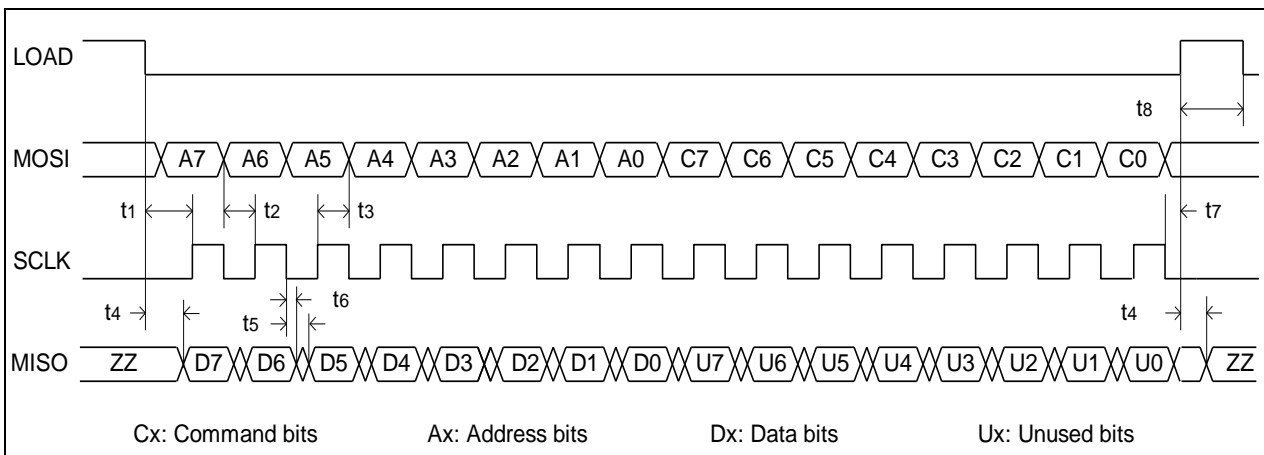 LOAD
t8
MOSI A7 A6 A5 A4 A3 A2 A1 A0 C7 C6 C5 C4 C3 C2 C1 C0
t1 t2 t3 t7
SCLK
t4 t5 t6 t4
MISO ZZ D7 D6 D5 D4 D3 D2 D1 D0 U7 U6 U5 U4 U3 U2 U1 U0 ZZ
Cx: Command bits Ax: Address bits Dx: Data bits Ux: Unused bits